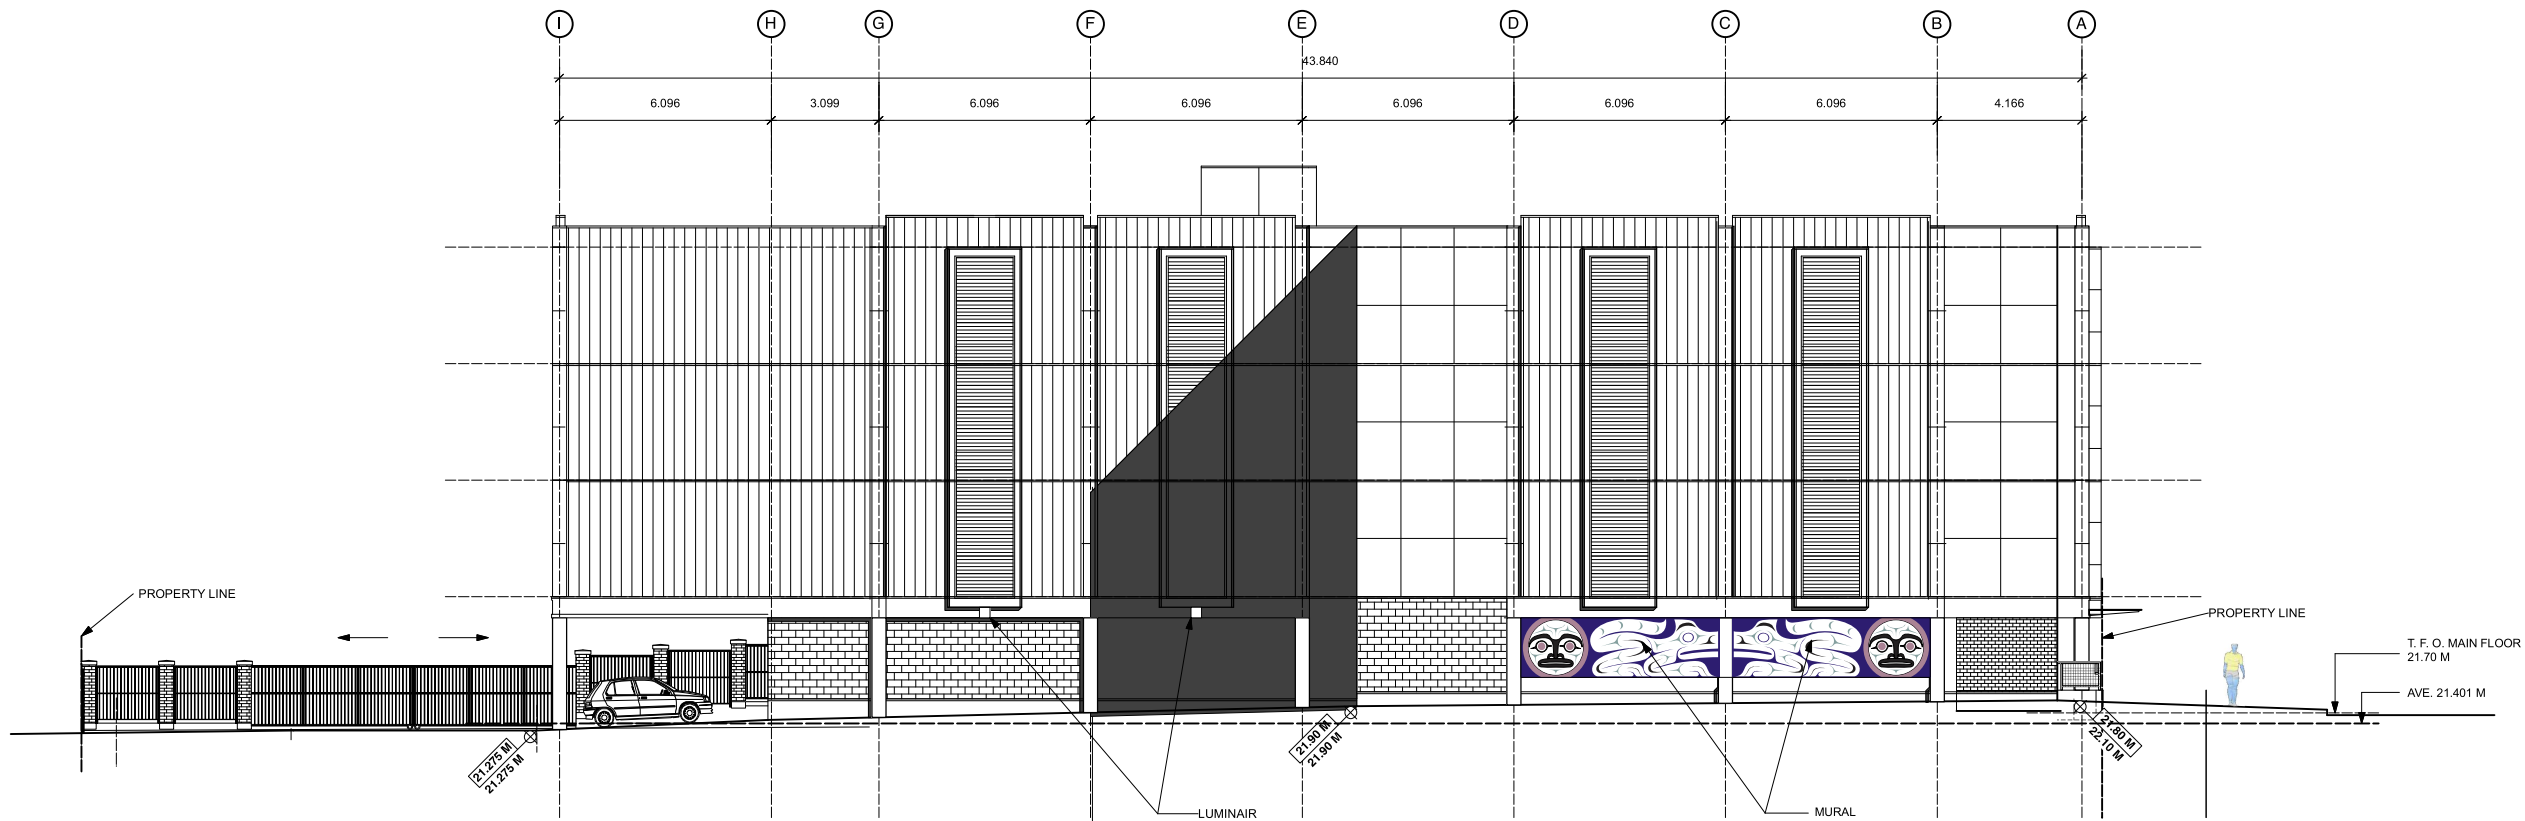 I H G F E D C B A
43.840
6.096 3.099 6.096 6.096 6.096 6.096 6.096 4.166
PROPERTY LINE
PROPERTY LINE
T. F. O. MAIN FLOOR
21.70 M
AVE. 21.401 M
21.275 M
21.275 M
21.90 M
21.90 M
21.80 M
22.10 M
LUMINAIR
MURAL